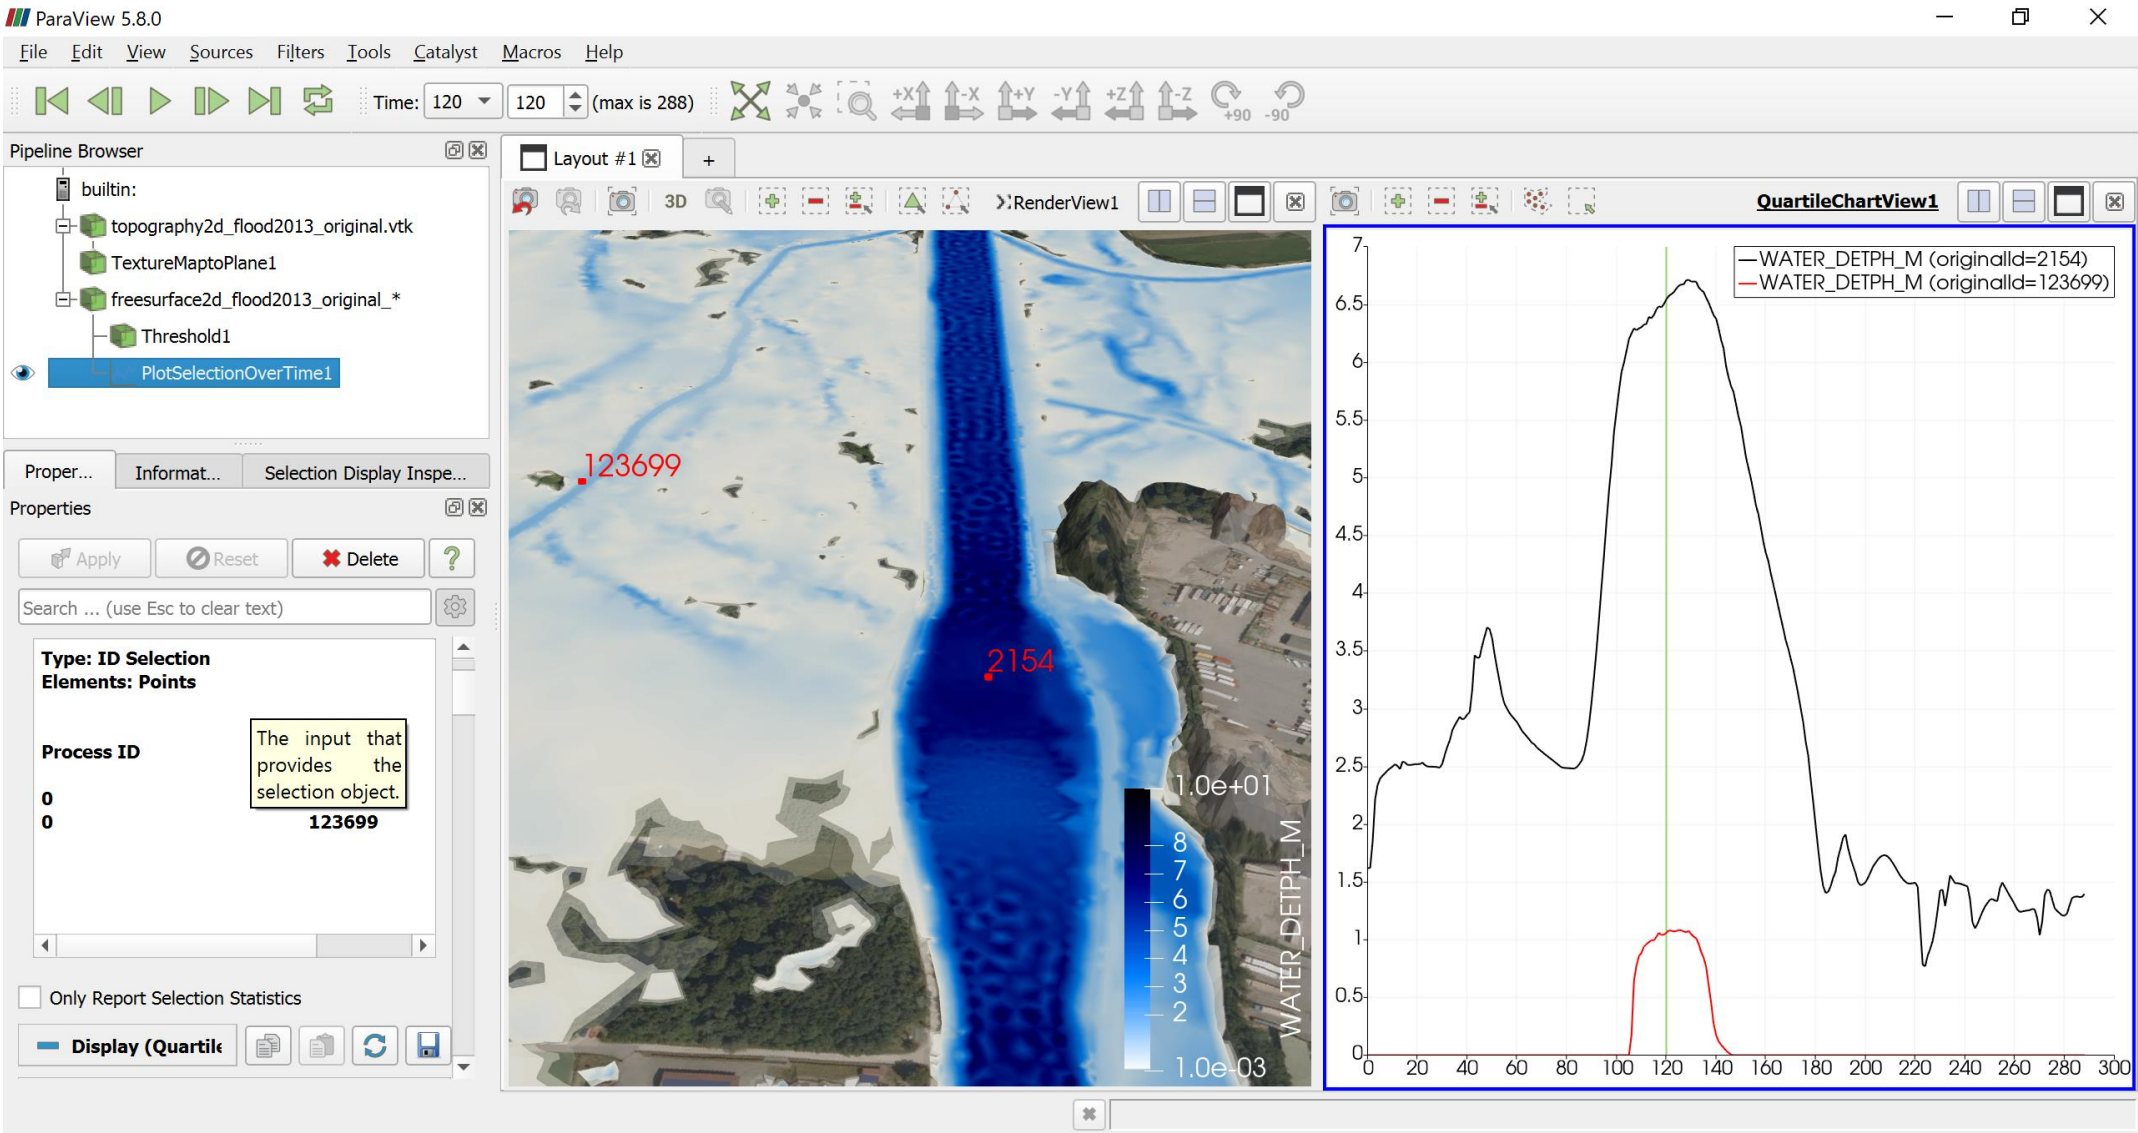 ParaView 5.8.0
File Edit View Sources Filters Tools Catalyst Macros Help
Time: 120 120 (max is 288) +X -X +Y -Y +Z -Z +90 -90
Pipeline Browser
builtin:
topography2d_flood2013_original.vtk
TextureMaptoPlane1
freesurface2d_flood2013_original_*
Threshold1
PlotSelectionOverTime1
Proper... Informat... Selection Display Inspe...
Properties
Apply Reset Delete ?
Search ... (use Esc to clear text)
Type: ID Selection
Elements: Points
Process ID
The input that
provides the
selection object.
0
0 123699
Only Report Selection Statistics
Display (Quartile
Layout #1 +
3D RenderView1
123699
2154
1.0e+01
8
7
6
5
4
3
2
1.0e-03
WATER_DETPH_M
QuartileChartView1
WATER_DETPH_M (originalId=2154)
WATER_DETPH_M (originalId=123699)
7
6.5
6
5.5
5
4.5
4
3.5
3
2.5
2
1.5
1
0.5
0
0 20 40 60 80 100 120 140 160 180 200 220 240 260 280 300